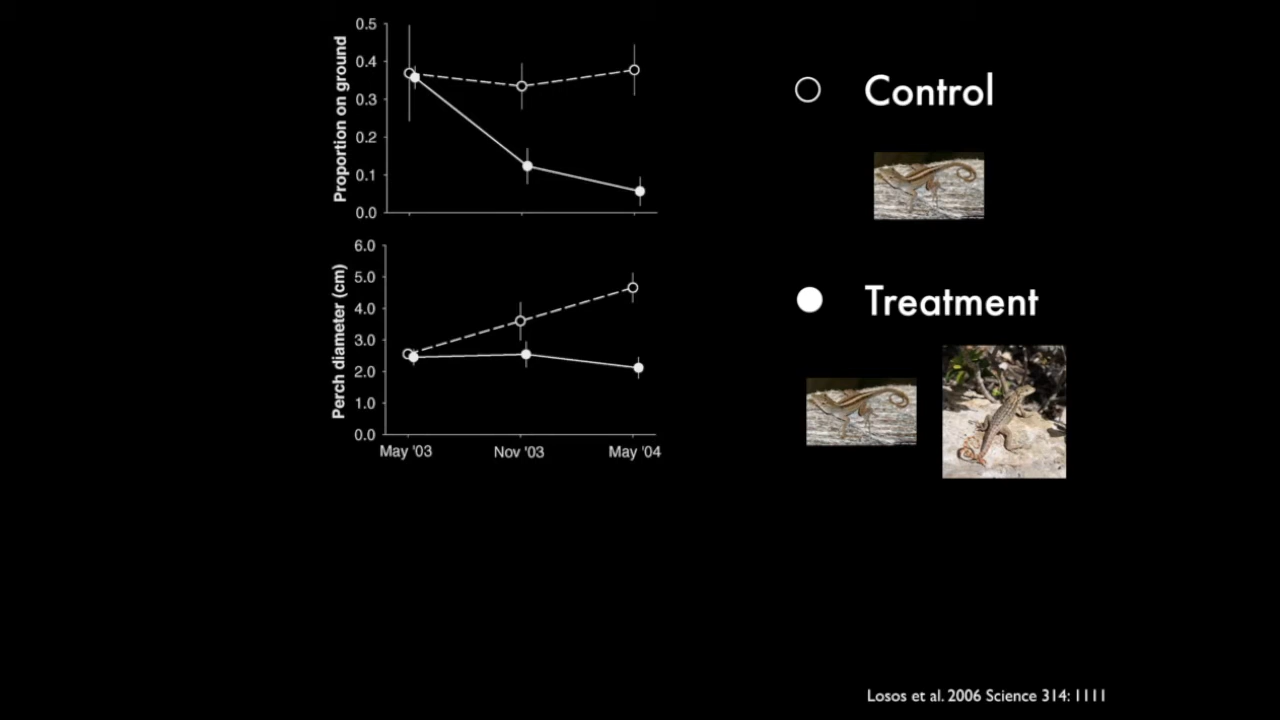 Proportion on ground
0.5
0.4
0.3
0.2
0.1
0.0
Perch diameter (cm)
6.0
5.0
4.0
3.0
2.0
1.0
0.0
May '03 Nov '03 May '04
Control
Treatment
Losos et al. 2006 Science 314: 1111